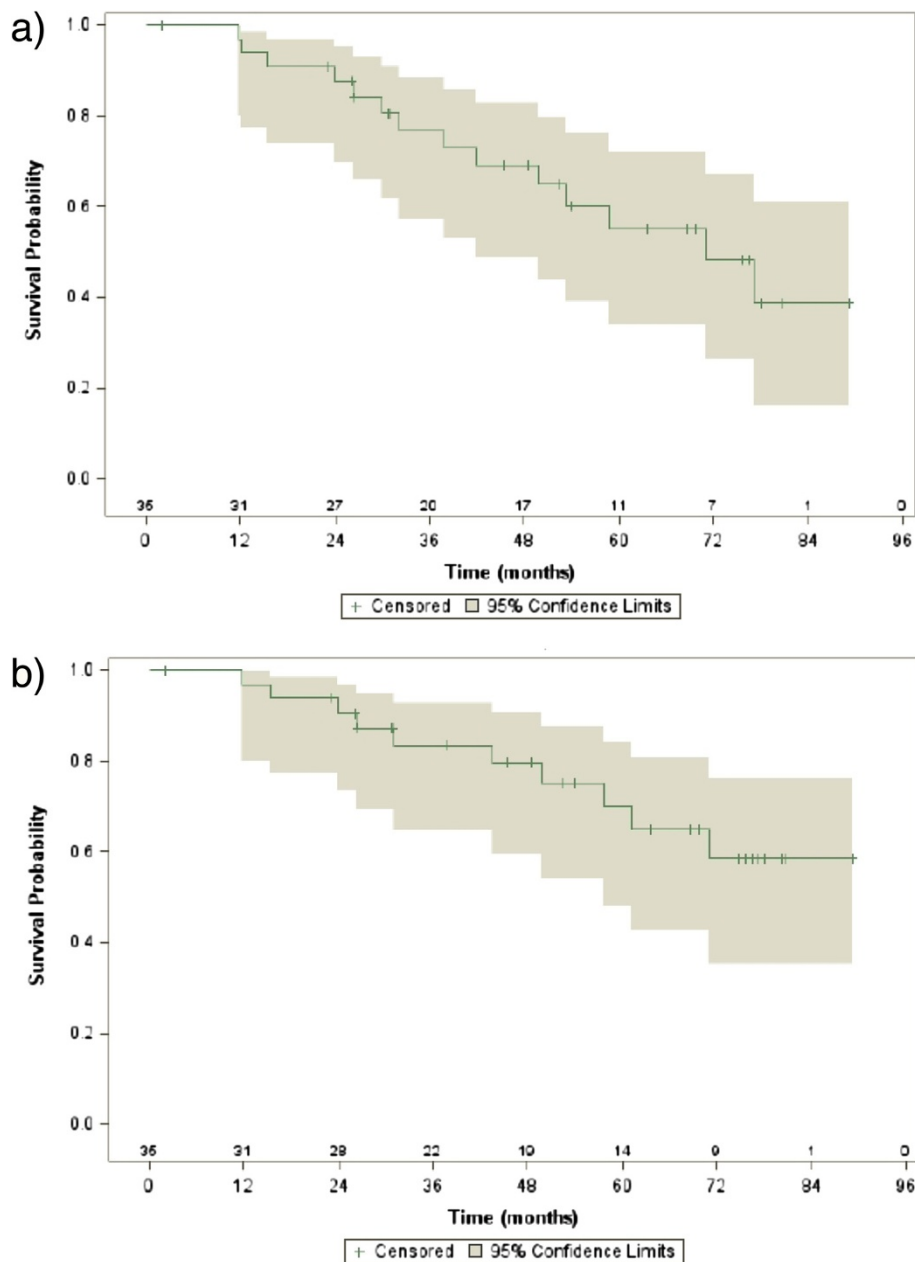 a)
Survival Probability
1.0
0.8
0.6
0.4
0.2
0.0
35 31 27 20 17 11 7 1 0
0 12 24 36 48 60 72 84 96
Time (months)
+ Censored 95% Confidence Limits
b)
Survival Probability
1.0
0.8
0.6
0.4
0.2
0.0
35 31 28 22 19 14 9 1 0
0 12 24 36 48 60 72 84 96
Time (months)
+ Censored 95% Confidence Limits